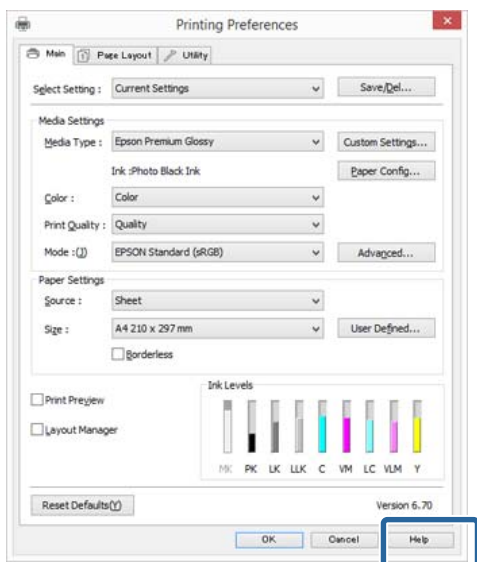 Printing Preferences
Main Page Layout Utility
Select Setting : Current Settings Save/Del...
Media Settings
Media Type : Epson Premium Glossy Custom Settings...
Ink :Photo Black Ink Paper Config...
Color : Color
Print Quality : Quality
Mode :(J) EPSON Standard (sRGB) Advanced...
Paper Settings
Source : Sheet
Size : A4 210 x 297 mm User Defined...
Borderless
Print Preview
Layout Manager
Ink Levels
MK PK LK LLK C VM LC VLM Y
Reset Defaults(Y) Version 6.70
OK Cancel Help